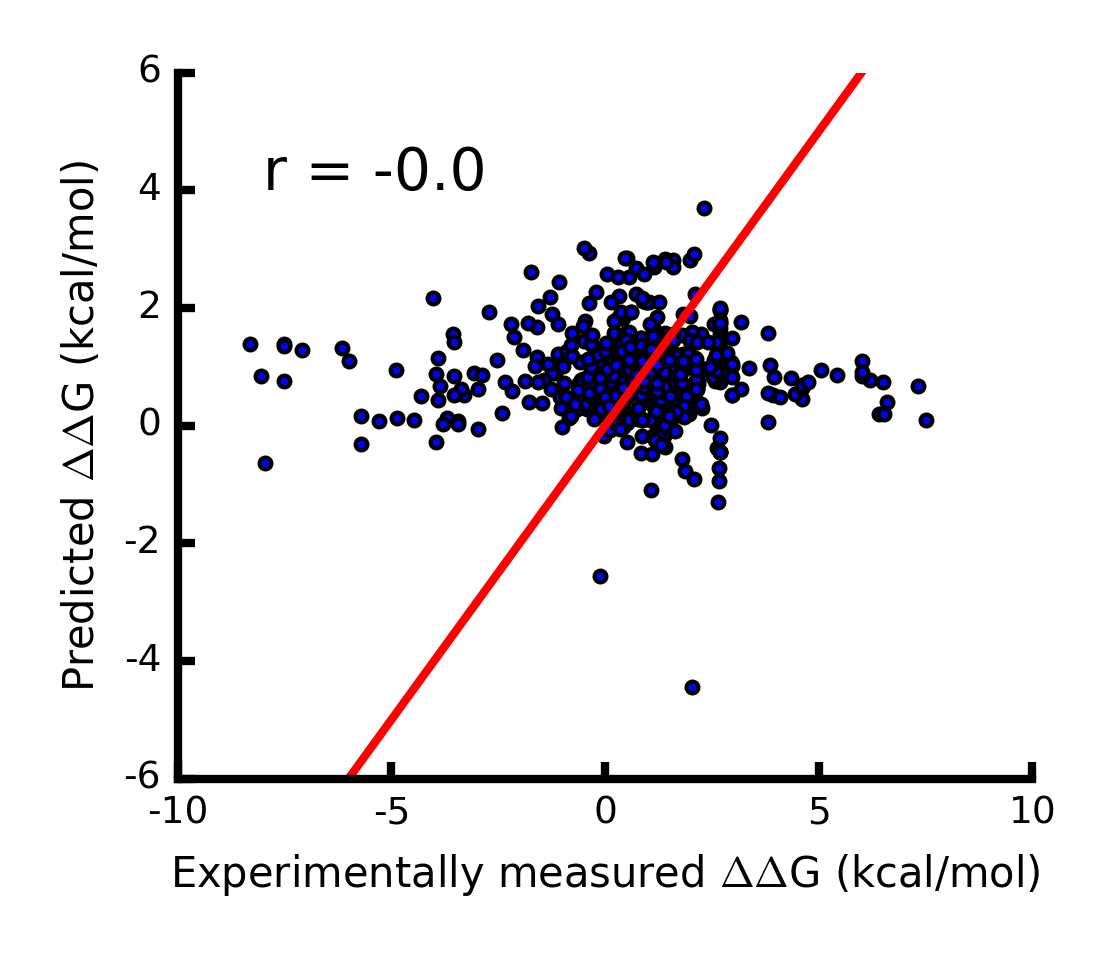 6
r = -0.0
4
2
0
-2
-4
-6
Predicted ΔΔG (kcal/mol)
-10 -5 0 5 10
Experimentally measured ΔΔG (kcal/mol)